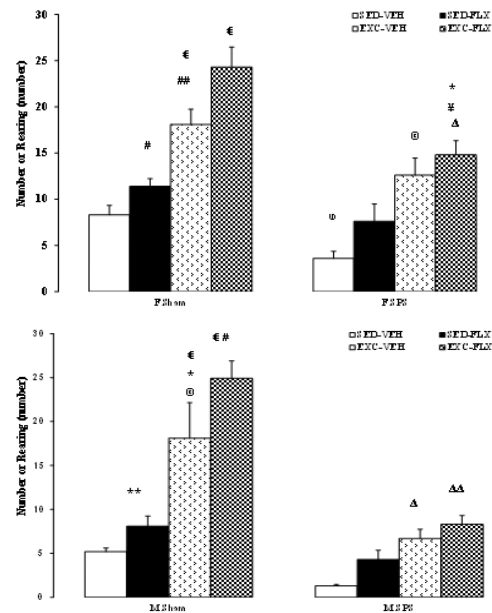 SED-VEH SED-FLX
EXC-VEH EXC-FLX
Number or Rearing (number)
30
25
20
15
10
5
0
€
€
##
#
*
¥
Δ
@
φ
FSham FSPS
SED-VEH SED-FLX
EXC-VEH EXC-FLX
Number or Rearing (number)
30
25
20
15
10
5
0
€ #
€
*
@
**
Δ
ΔΔ
MSham MSPS